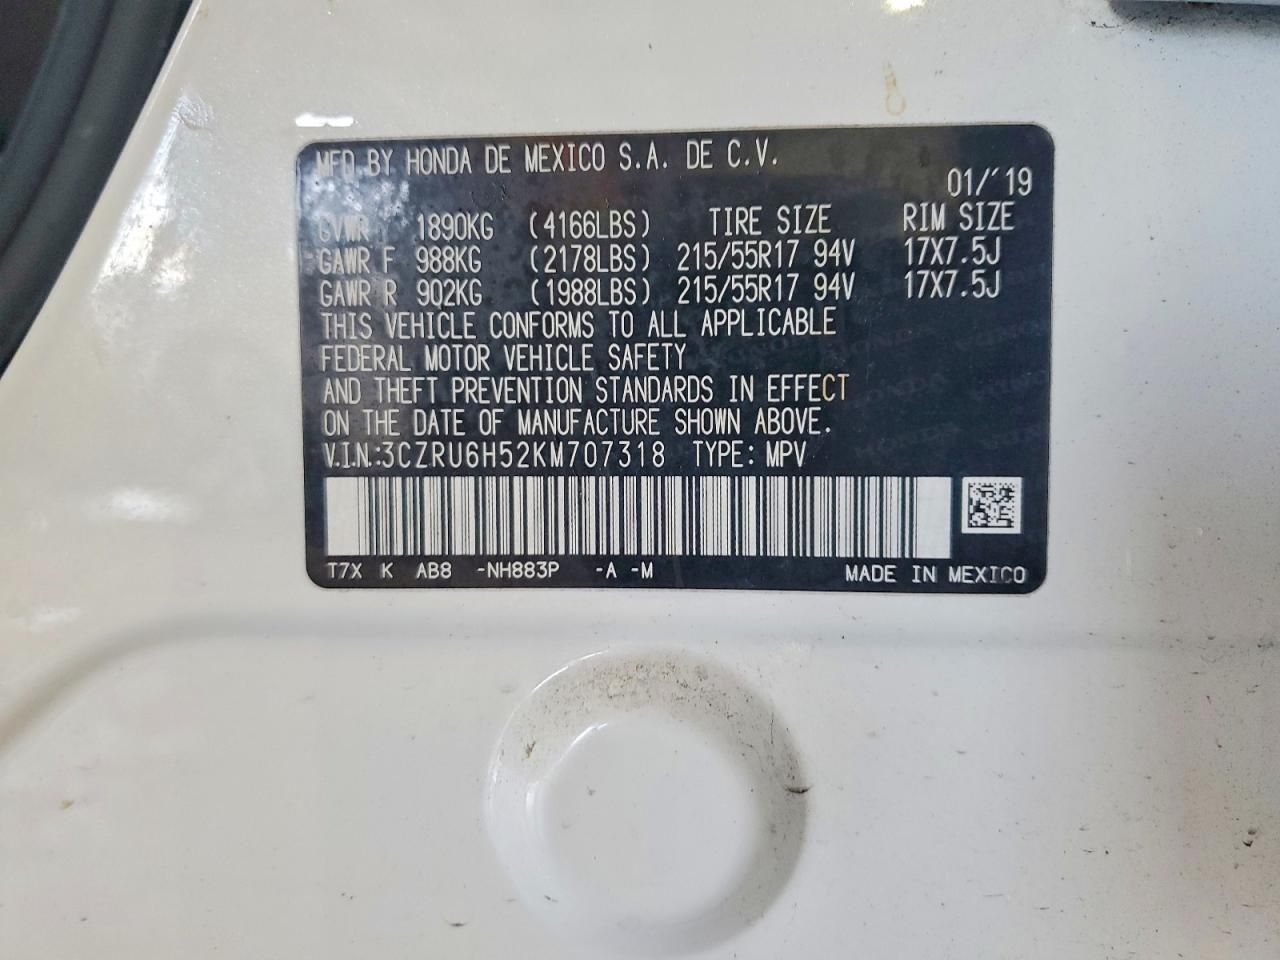 MFD BY HONDA DE MEXICO S.A. DE C.V.
01/'19
GVWR 1890KG (4166LBS) TIRE SIZE RIM SIZE
GAWR F 988KG (2178LBS) 215/55R17 94V 17X7.5J
GAWR R 902KG (1988LBS) 215/55R17 94V 17X7.5J
THIS VEHICLE CONFORMS TO ALL APPLICABLE
FEDERAL MOTOR VEHICLE SAFETY
AND THEFT PREVENTION STANDARDS IN EFFECT
ON THE DATE OF MANUFACTURE SHOWN ABOVE.
V.I.N.:3CZRU6H52KM707318 TYPE: MPV
T7X K AB8 -NH883P -A -M MADE IN MEXICO